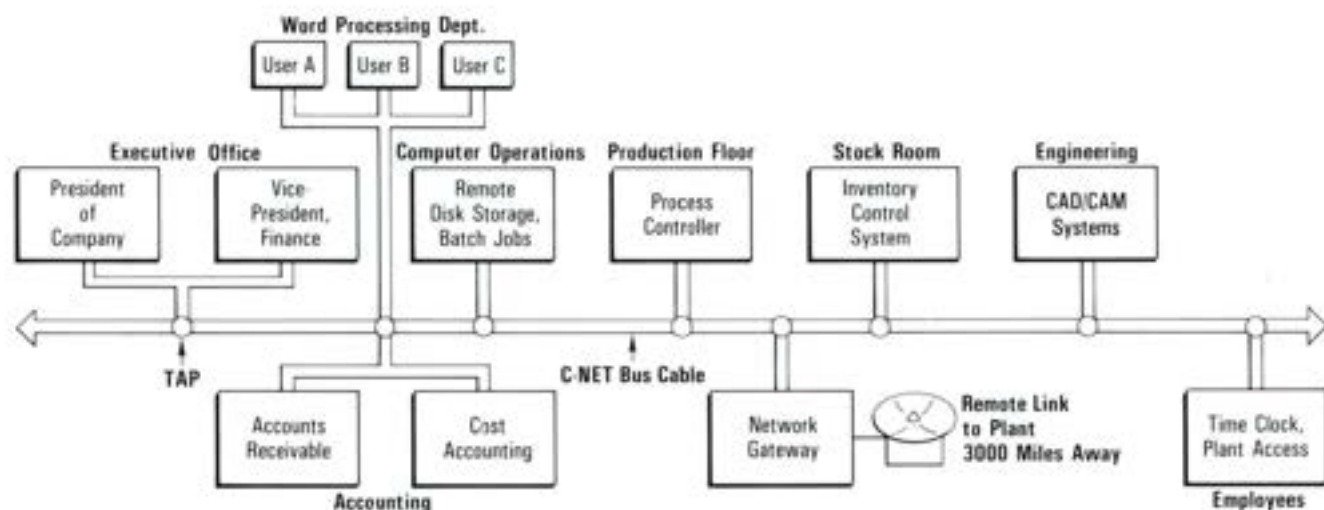 Word Processing Dept.
User A
User B
User C
Executive Office
President
of
Company
Vice-
President,
Finance
Computer Operations
Remote
Disk Storage,
Batch Jobs
Production Floor
Process
Controller
Stock Room
Inventory
Control
System
Engineering
CAD/CAM
Systems
TAP
C-NET Bus Cable
Accounts
Receivable
Cost
Accounting
Accounting
Network
Gateway
Remote Link
to Plant
3000 Miles Away
Time Clock,
Plant Access
Employees